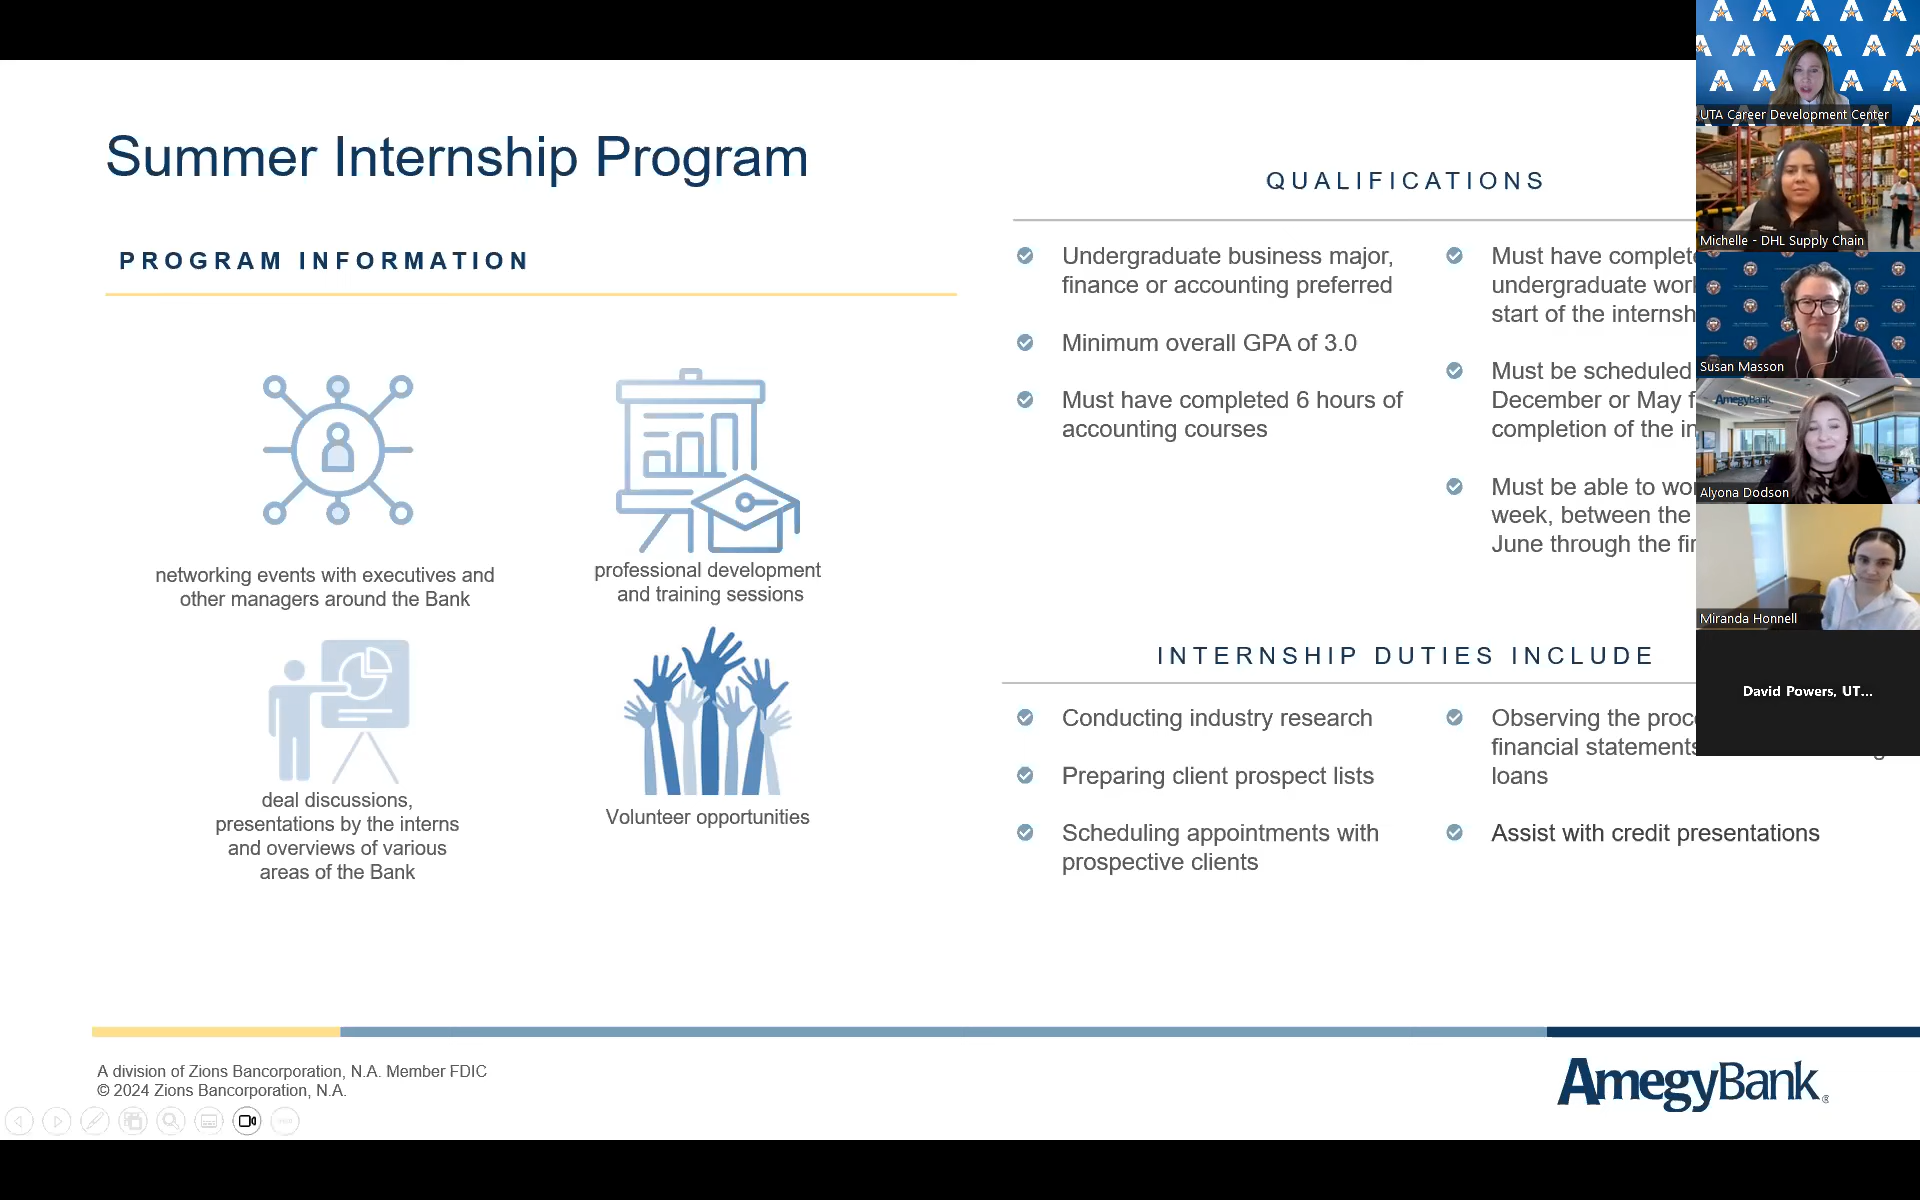 Summer Internship Program
PROGRAM INFORMATION
networking events with executives and
other managers around the Bank
professional development
and training sessions
deal discussions,
presentations by the interns
and overviews of various
areas of the Bank
Volunteer opportunities
QUALIFICATIONS
Undergraduate business major,
finance or accounting preferred
Minimum overall GPA of 3.0
Must have completed 6 hours of
accounting courses
Must have
undergraduate
start of the
Must be scheduled
December or May
completion of the
Must be able to
week, between the
June through the
INTERNSHIP DUTIES INCLUDE
Conducting industry research
Preparing client prospect lists
Scheduling appointments with
prospective clients
Observing the
financial statements
loans
Assist with credit presentations
A division of Zions Bancorporation, N.A. Member FDIC
© 2024 Zions Bancorporation, N.A.
AmegyBank®
UTA Career Development Center
Michelle - DHL Supply Chain
Susan Masson
AmegyBank
Alyona Dodson
Miranda Honnell
David Powers, UT...